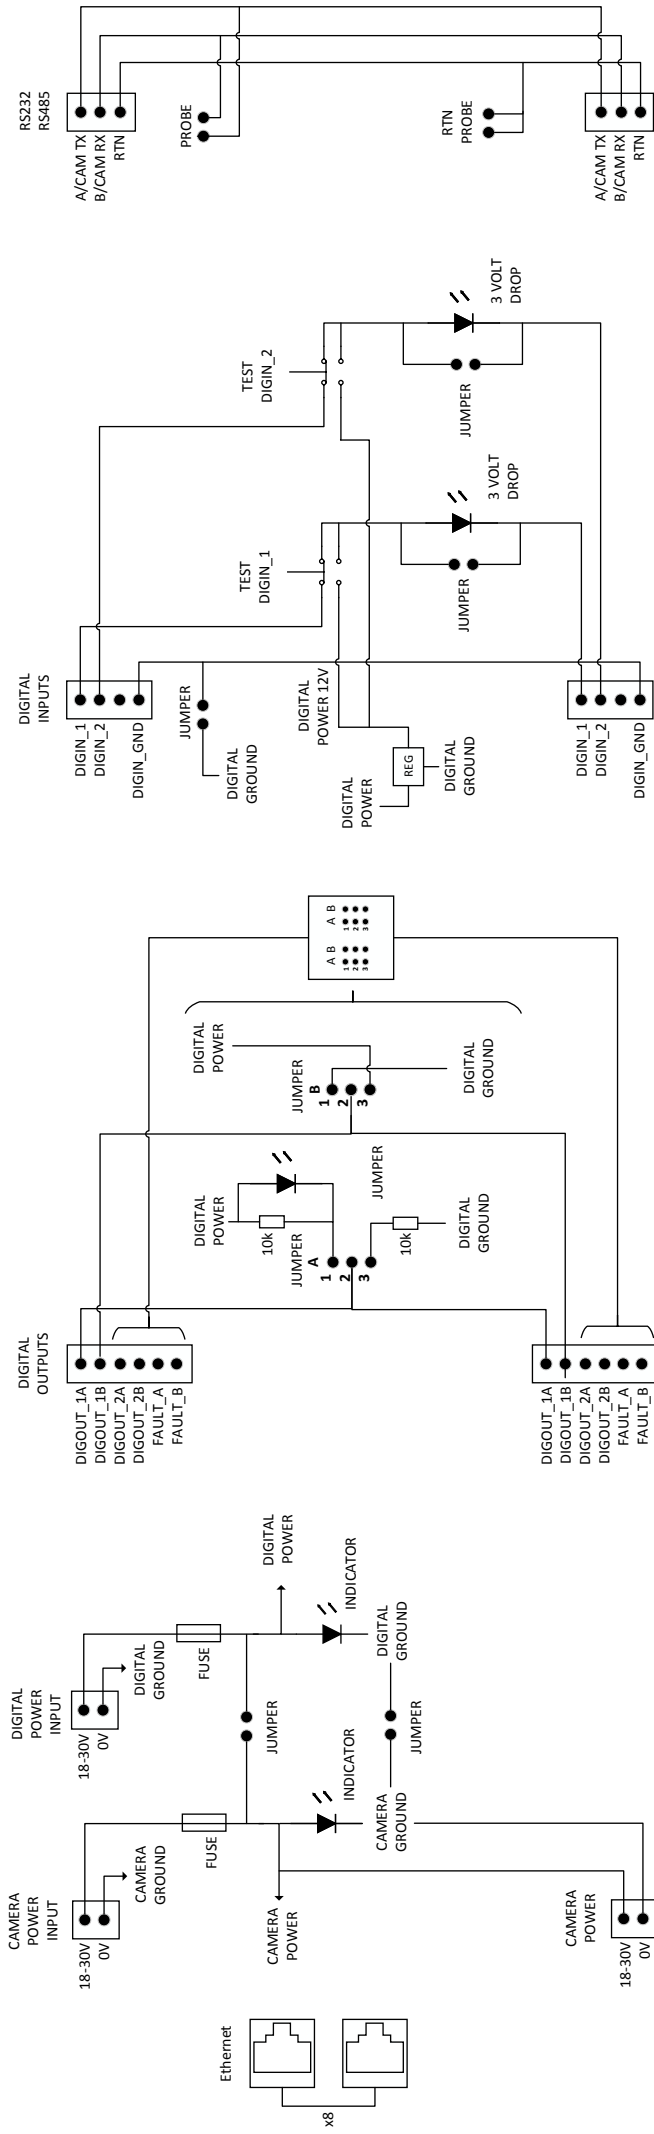 Ethernet
x8
CAMERA
POWER
INPUT
18-30V
0V
CAMERA
GROUND
FUSE
CAMERA
POWER
INDICATOR
CAMERA
GROUND
CAMERA
POWER
18-30V
0V
DIGITAL
POWER
INPUT
18-30V
0V
DIGITAL
GROUND
FUSE
JUMPER
DIGITAL
POWER
INDICATOR
DIGITAL
GROUND
JUMPER
DIGITAL
OUTPUTS
DIGOUT_1A
DIGOUT_1B
DIGOUT_2A
DIGOUT_2B
FAULT_A
FAULT_B
DIGITAL
POWER
10k
JUMPER
A
1
2
3
10k
DIGITAL
GROUND
JUMPER
DIGITAL
POWER
JUMPER
B
1
2
3
DIGITAL
GROUND
A B
1
2
3
A B
1
2
3
DIGOUT_1A
DIGOUT_1B
DIGOUT_2A
DIGOUT_2B
FAULT_A
FAULT_B
DIGITAL
INPUTS
DIGIN_1
DIGIN_2
DIGIN_GND
JUMPER
DIGITAL
GROUND
TEST
DIGIN_1
TEST
DIGIN_2
DIGITAL
POWER 12V
DIGITAL
POWER
REG
DIGITAL
GROUND
JUMPER
3 VOLT
DROP
JUMPER
3 VOLT
DROP
DIGIN_1
DIGIN_2
DIGIN_GND
RS232
RS485
A/CAM TX
B/CAM RX
RTN
PROBE
RTN
PROBE
A/CAM TX
B/CAM RX
RTN